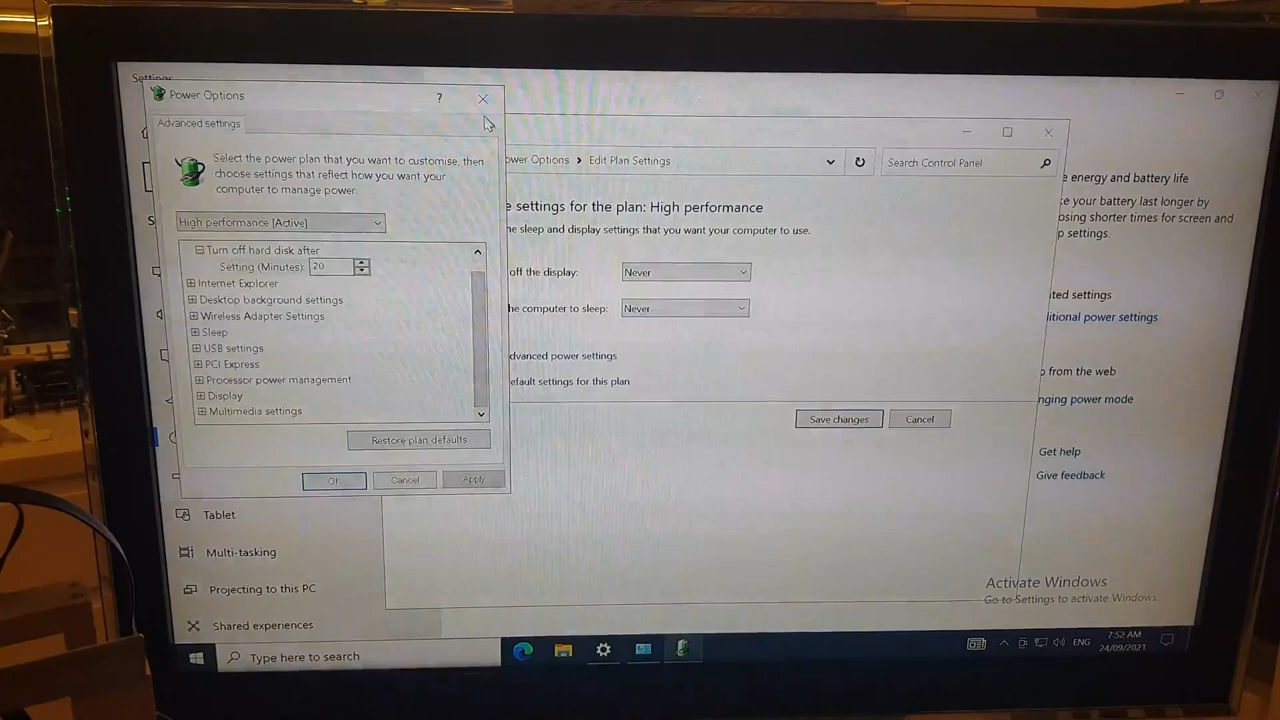 Settings
Power Options
?
Advanced settings
Select the power plan that you want to customise, then
choose settings that reflect how you want your
computer to manage power.
High performance [Active]
Turn off hard disk after
Setting (Minutes): 20
Internet Explorer
Desktop background settings
Wireless Adapter Settings
Sleep
USB settings
PCI Express
Processor power management
Display
Multimedia settings
Restore plan defaults
OK
Cancel
Apply
ower Options > Edit Plan Settings
Search Control Panel
e settings for the plan: High performance
he sleep and display settings that you want your computer to use.
off the display:
Never
he computer to sleep:
Never
dvanced power settings
efault settings for this plan
Save changes
Cancel
e energy and battery life
ke your battery last longer by
osing shorter times for screen and
p settings.
ted settings
ditional power settings
p from the web
nging power mode
Get help
Give feedback
Tablet
Multi-tasking
Projecting to this PC
Shared experiences
Activate Windows
Go to Settings to activate Windows.
Type here to search
ENG
7:52 AM
24/09/2021